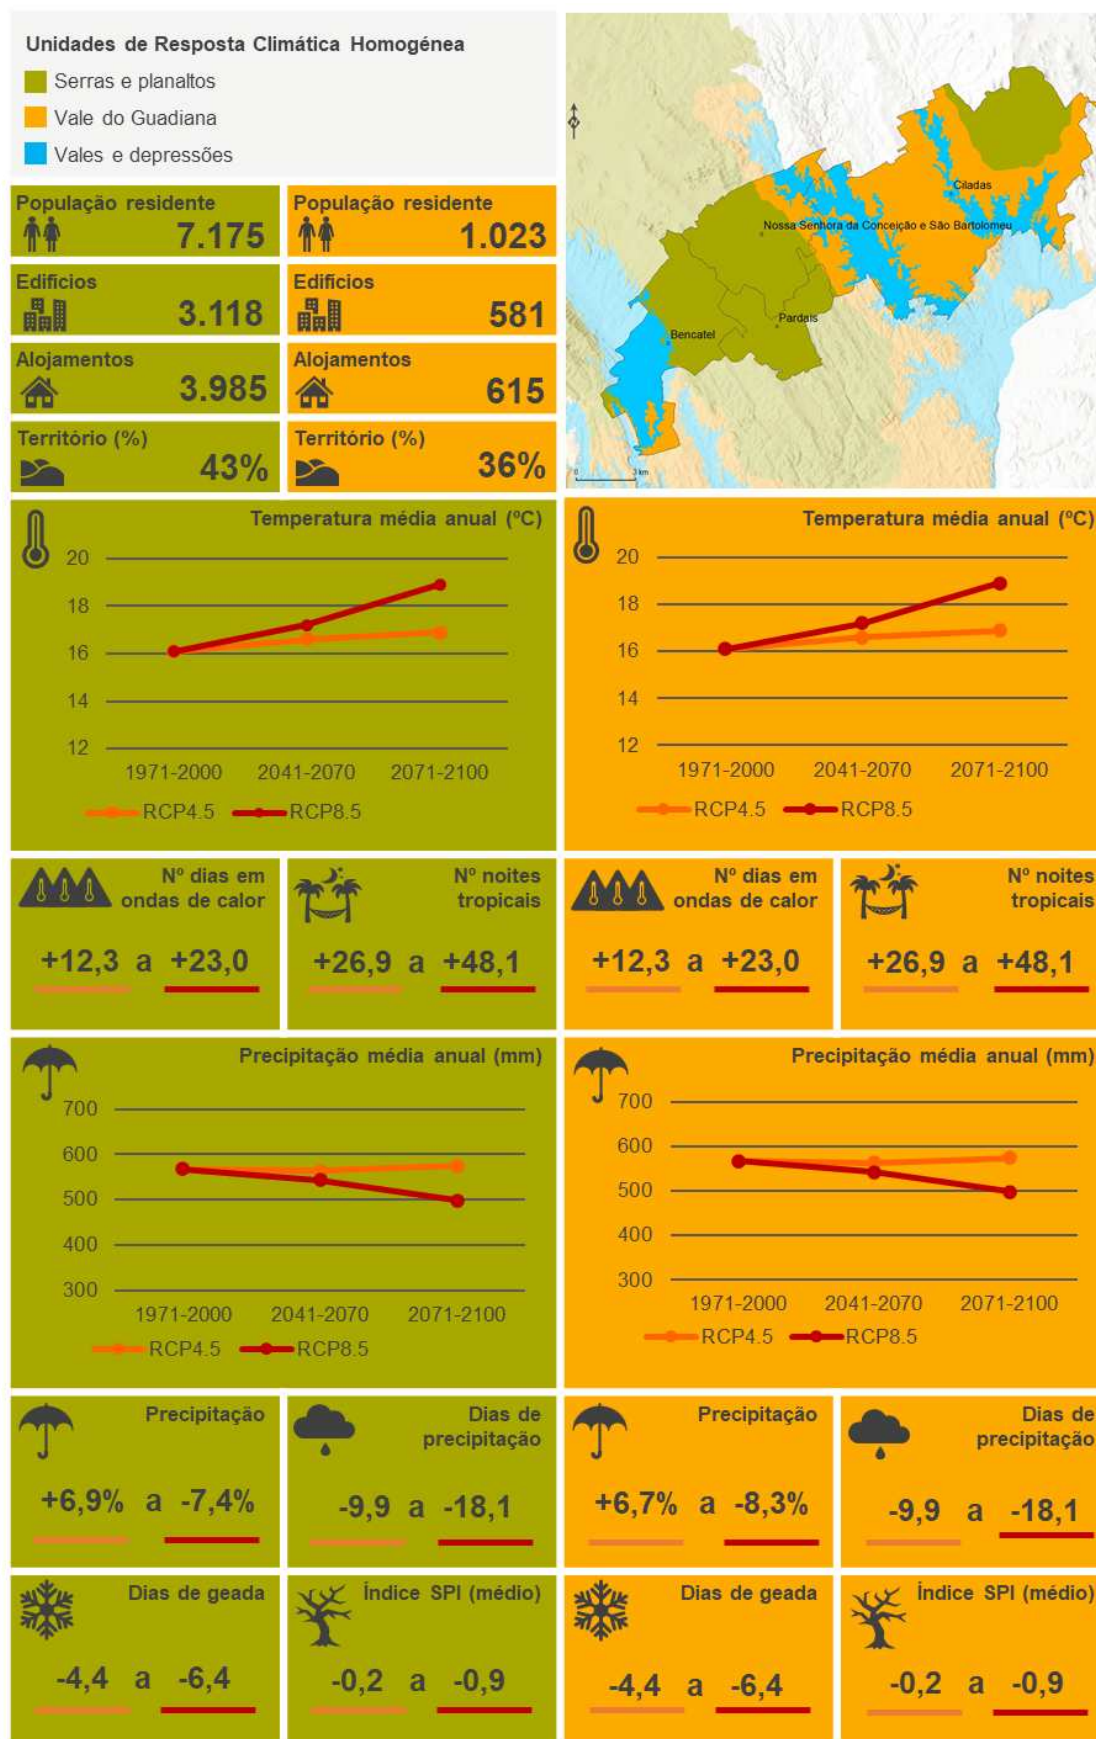 Unidades de Resposta Climática Homogénea
Serras e planaltos
Vale do Guadiana
Vales e depressões
N
Ciladas
Nossa Senhora da Conceição e São Bartolomeu
Pardais
Bencatel
0 3 km
População residente
7.175
População residente
1.023
Edificios
3.118
Edificios
581
Alojamentos
3.985
Alojamentos
615
Território (%)
43%
Território (%)
36%
Temperatura média anual (ºC)
20
18
16
14
12
1971-2000 2041-2070 2071-2100
RCP4.5 RCP8.5
Temperatura média anual (ºC)
20
18
16
14
12
1971-2000 2041-2070 2071-2100
RCP4.5 RCP8.5
Nº dias em
ondas de calor
+12,3 a +23,0
Nº noites
tropicais
+26,9 a +48,1
Nº dias em
ondas de calor
+12,3 a +23,0
Nº noites
tropicais
+26,9 a +48,1
Precipitação média anual (mm)
700
600
500
400
300
1971-2000 2041-2070 2071-2100
RCP4.5 RCP8.5
Precipitação média anual (mm)
700
600
500
400
300
1971-2000 2041-2070 2071-2100
RCP4.5 RCP8.5
Precipitação
+6,9% a -7,4%
Dias de
precipitação
-9,9 a -18,1
Precipitação
+6,7% a -8,3%
Dias de
precipitação
-9,9 a -18,1
Dias de geada
-4,4 a -6,4
Índice SPI (médio)
-0,2 a -0,9
Dias de geada
-4,4 a -6,4
Índice SPI (médio)
-0,2 a -0,9